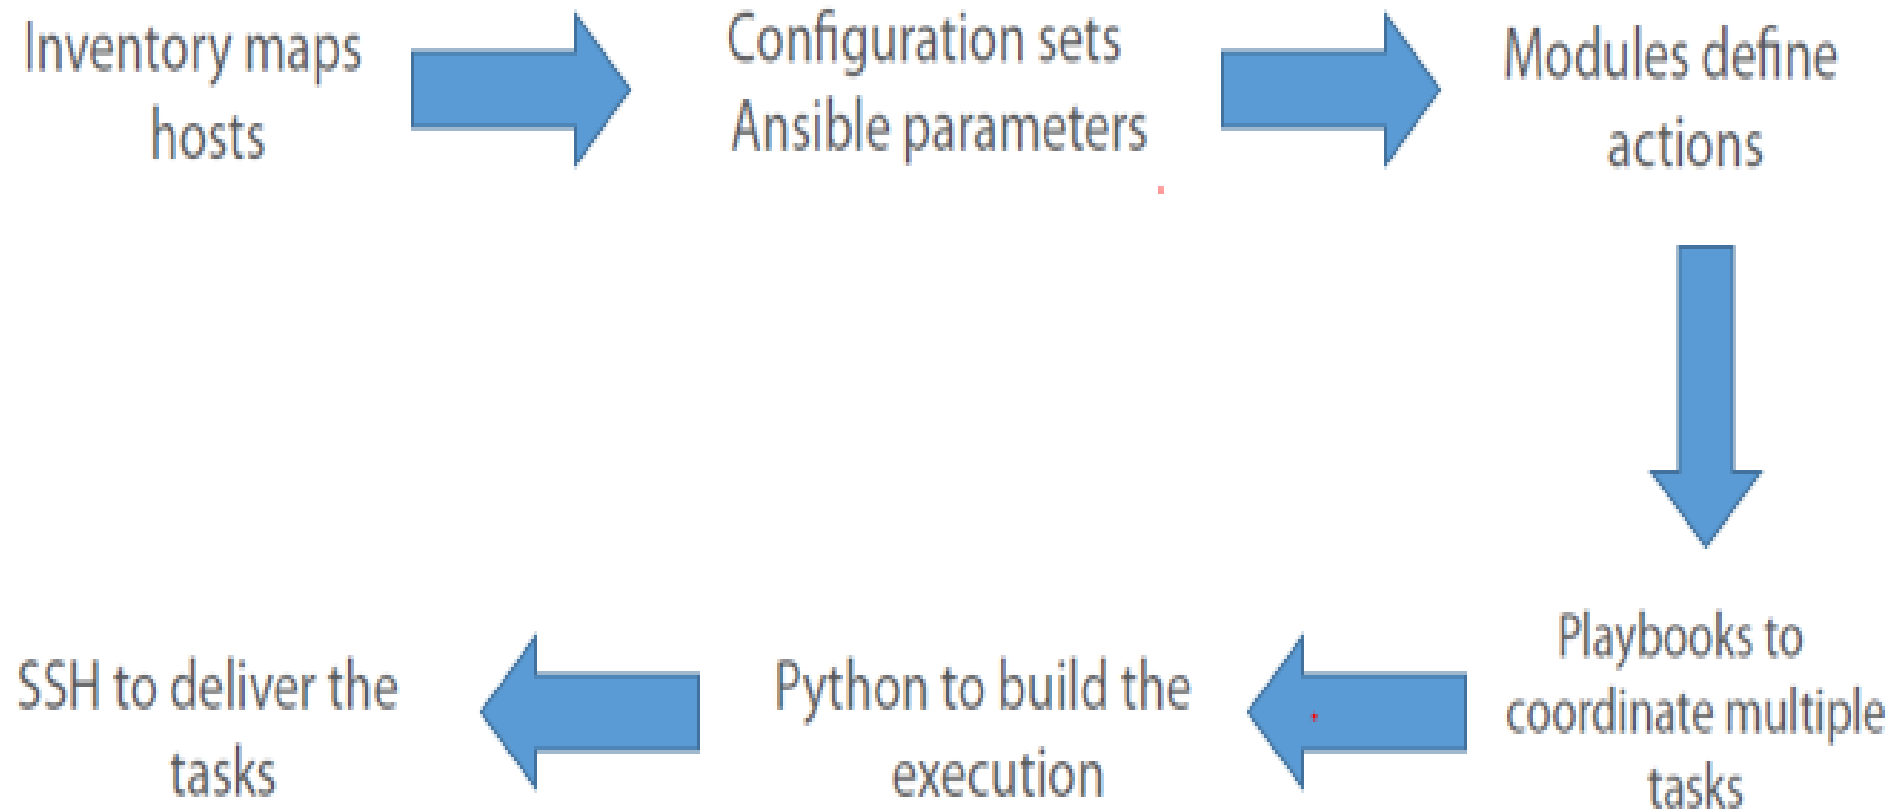 Inventory maps
hosts
Configuration sets
Ansible parameters
Modules define
actions
Playbooks to
coordinate multiple
tasks
Python to build the
execution
SSH to deliver the
tasks